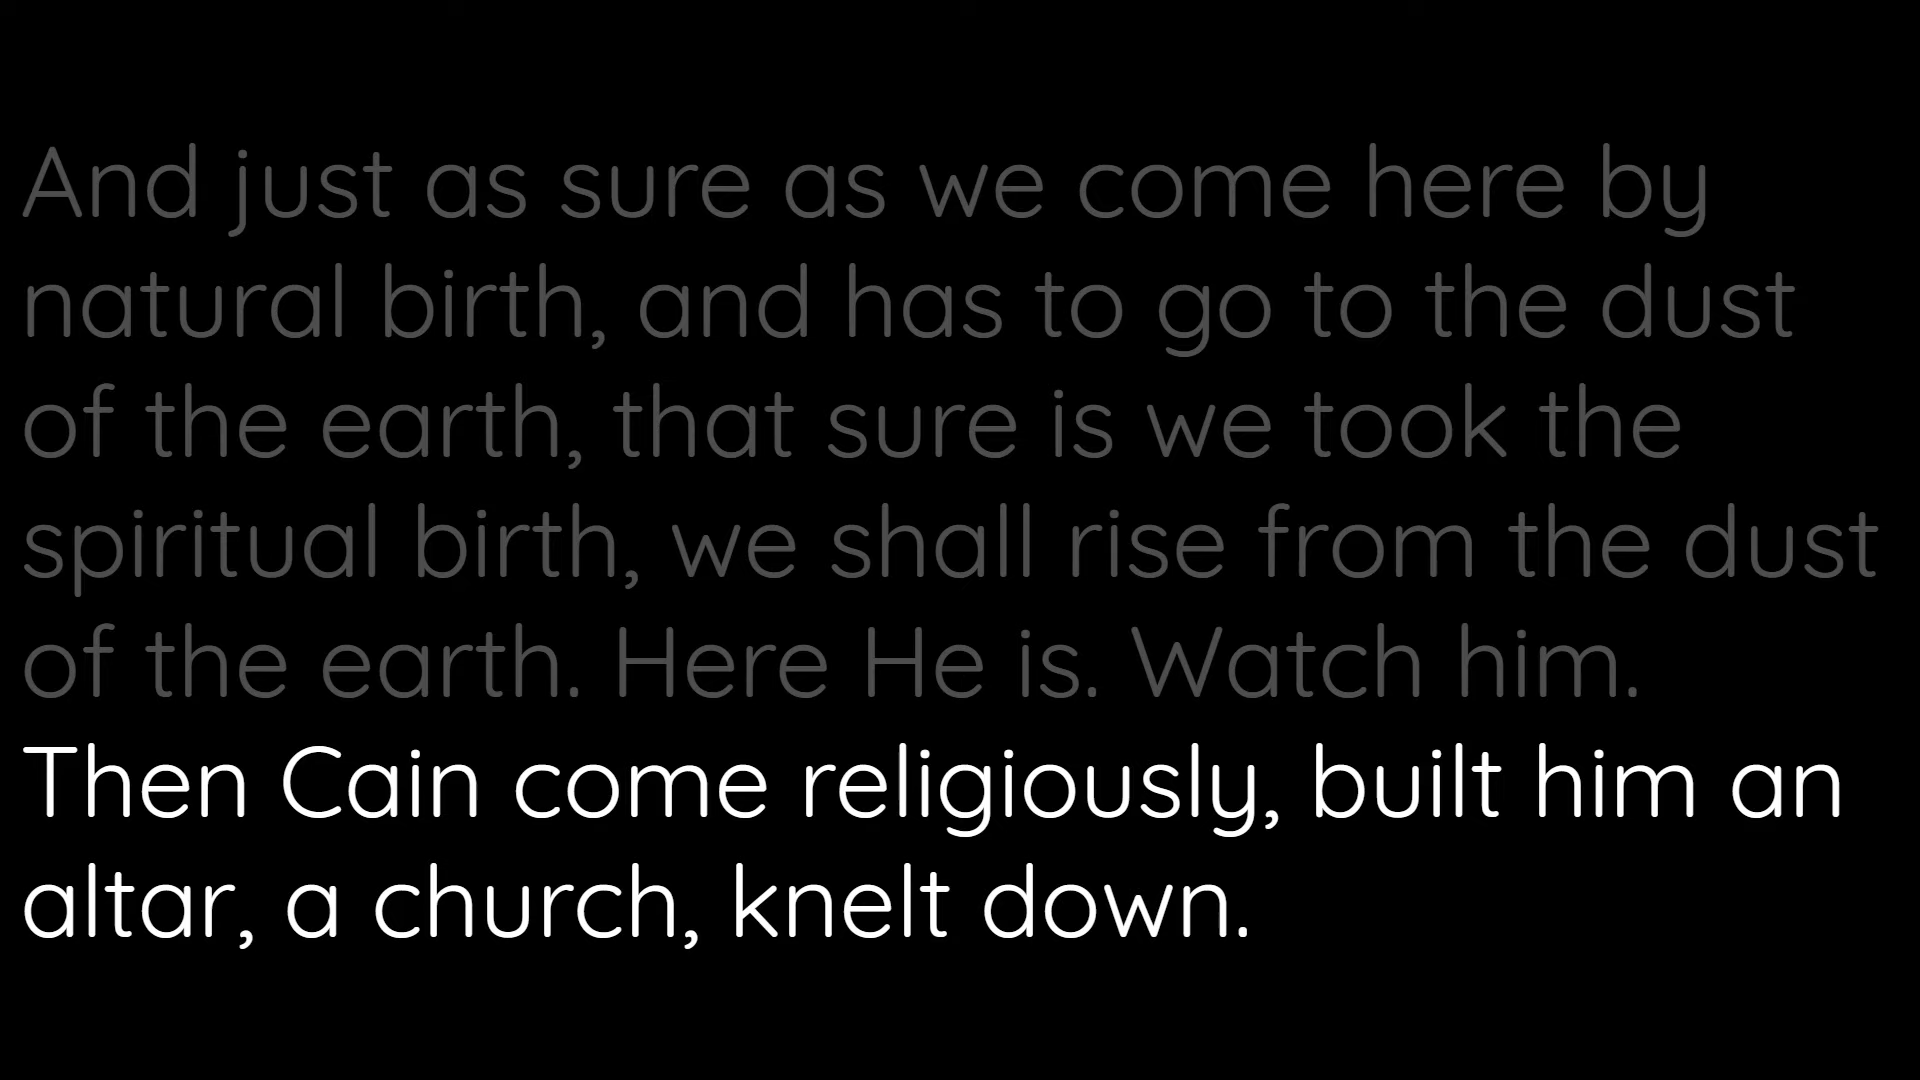 And just as sure as we come here by
natural birth, and has to go to the dust
of the earth, that sure is we took the
spiritual birth, we shall rise from the dust
of the earth. Here He is. Watch him.
Then Cain come religiously, built him an
altar, a church, knelt down.